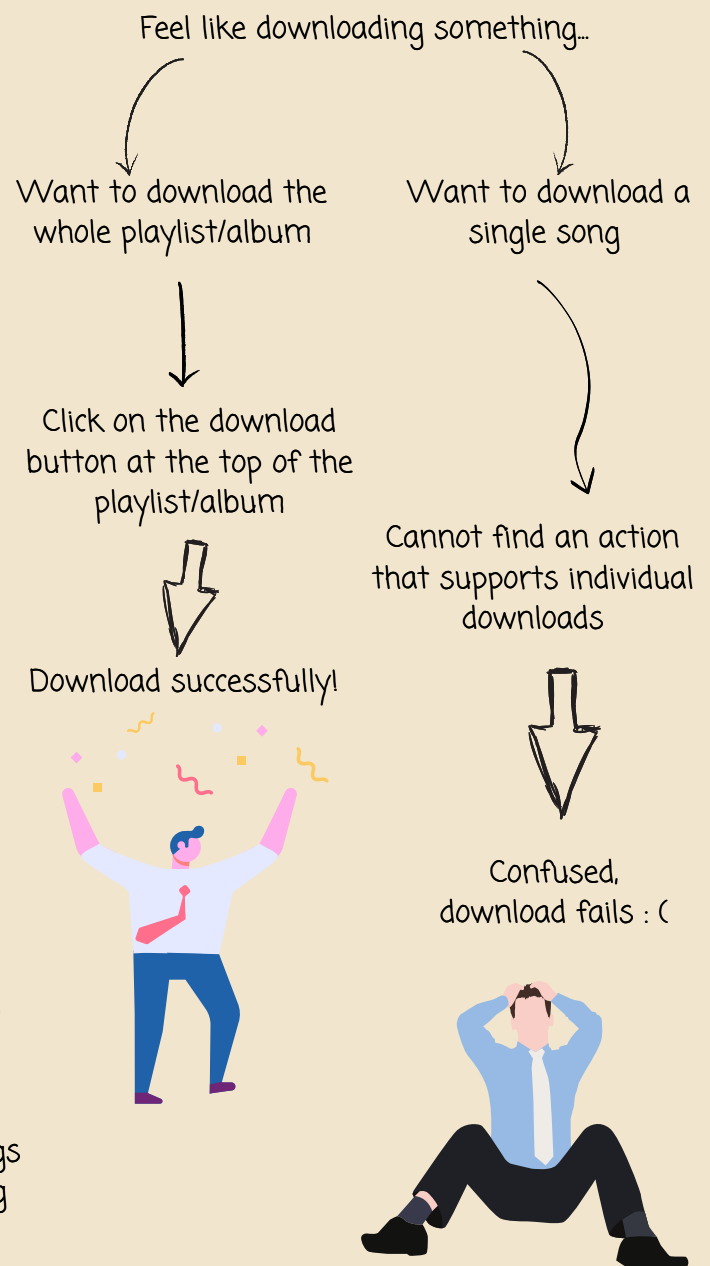 Feel like downloading something...
Want to download the
whole playlist/album
Want to download a
single song
Click on the download
button at the top of the
playlist/album
Cannot find an action
that supports individual
downloads
Download successfully!
Confused,
download fails : (